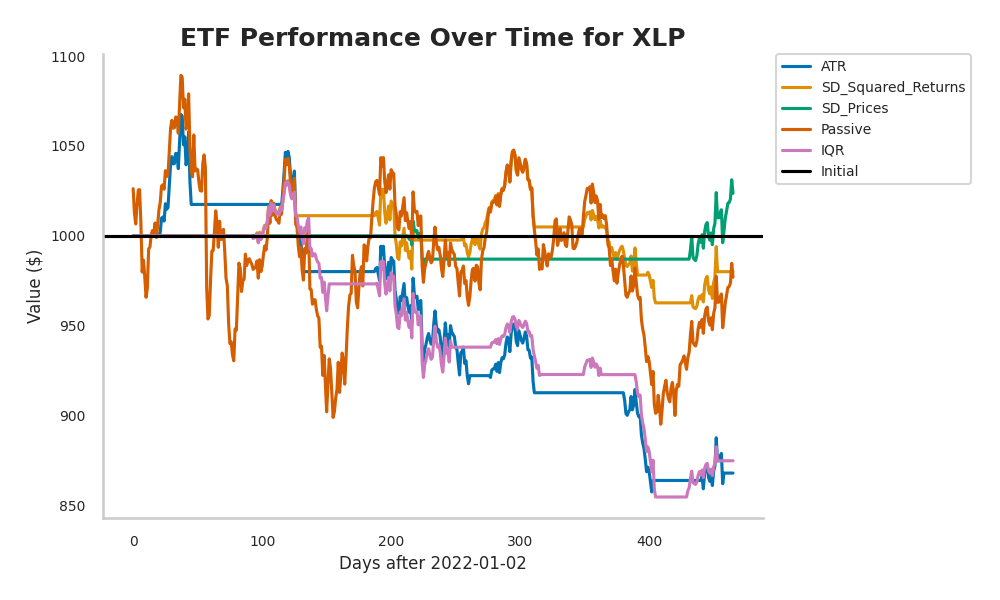 ETF Performance Over Time for XLP
1100
1050
1000
950
900
850
Value ($)
0 100 200 300 400
Days after 2022-01-02
ATR
SD_Squared_Returns
SD_Prices
Passive
IQR
Initial